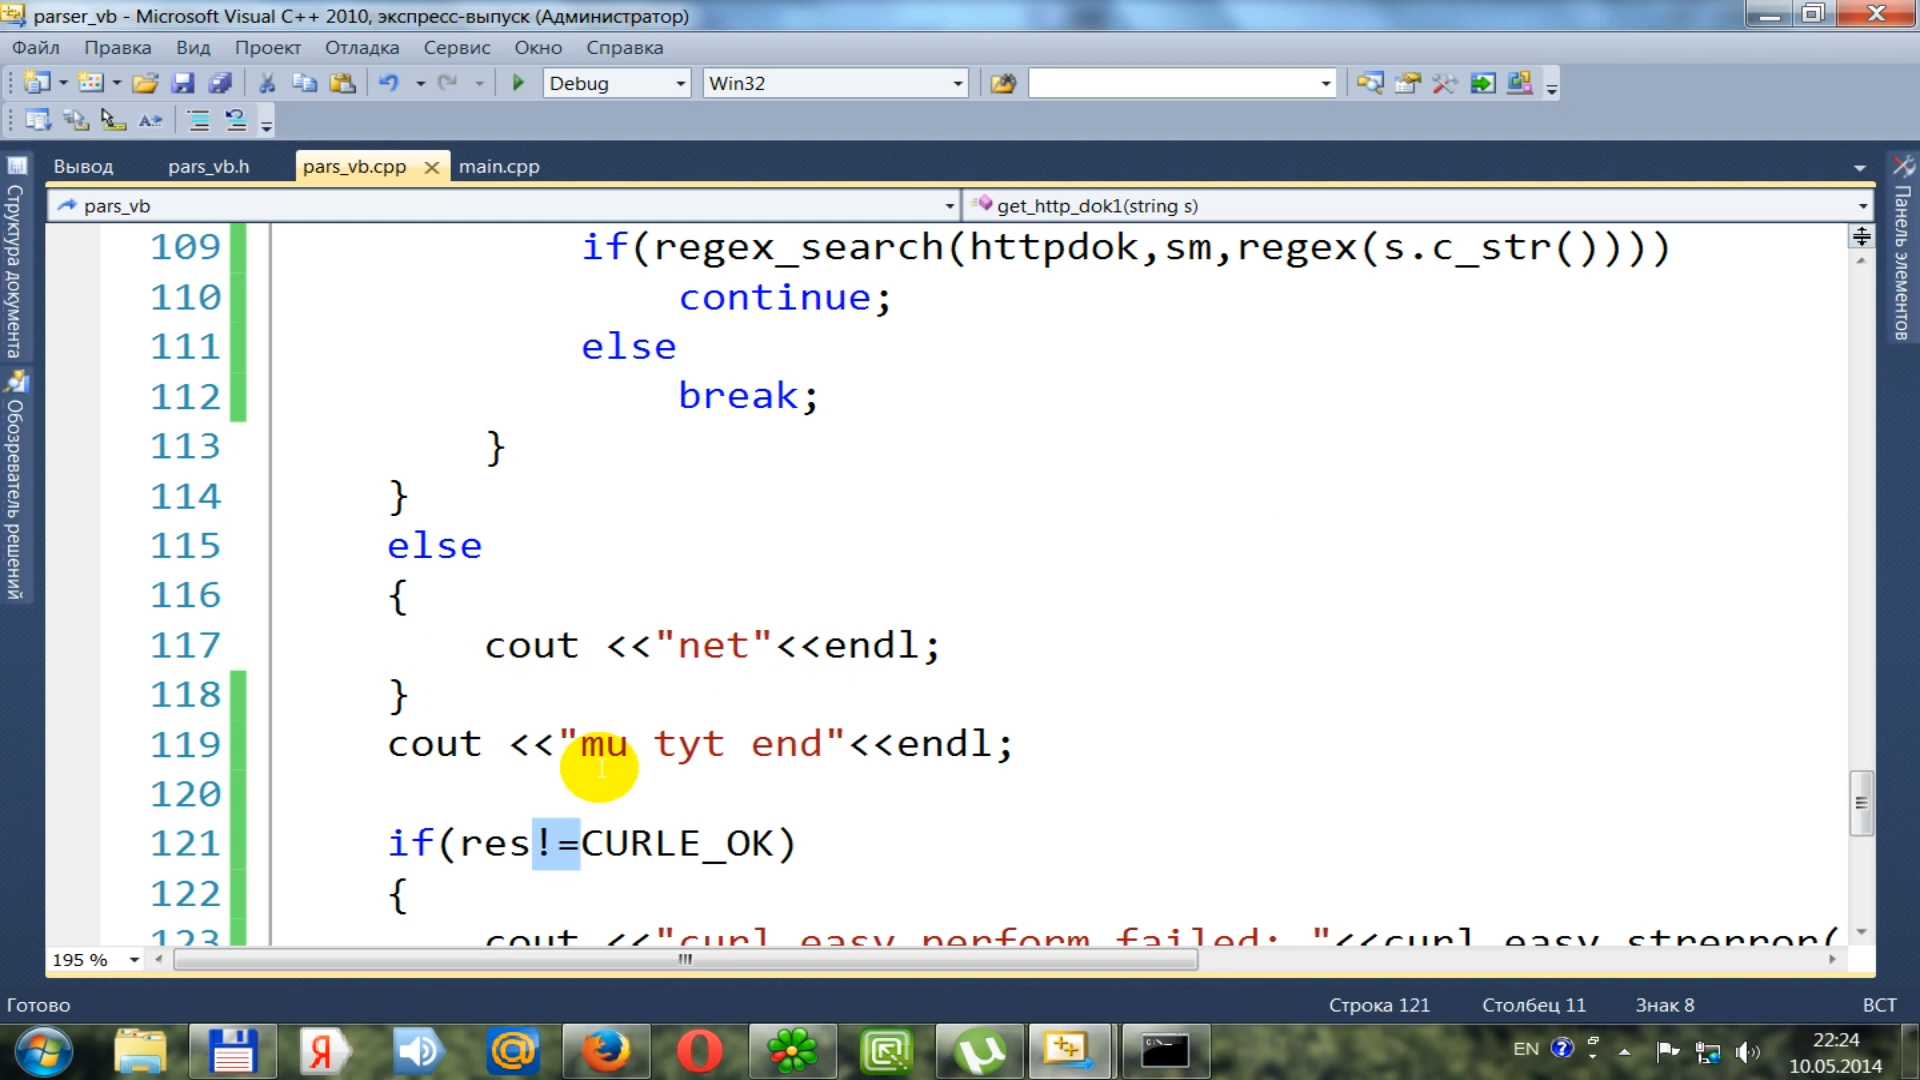 parser_vb - Microsoft Visual C++ 2010, экспресс-выпуск (Администратор)
Файл Правка Вид Проект Отладка Сервис Окно Справка
Debug Win32
Вывод pars_vb.h pars_vb.cpp main.cpp
pars_vb get_http_dok1(string s)
Структура документа
Обозреватель решений
Панель элементов
109 if(regex_search(httpdok,sm,regex(s.c_str())))
110 continue;
111 else
112 break;
113 }
114 }
115 else
116 {
117 cout <<"net"<<endl;
118 }
119 cout <<"mu tyt end"<<endl;
120
121 if(res!=CURLE_OK)
122 {
123 cout <<"curl_easy_perform failed: "<<curl_easy_strerror(
195 %
Готово Строка 121 Столбец 11 Знак 8 ВСТ
EN 22:24
10.05.2014